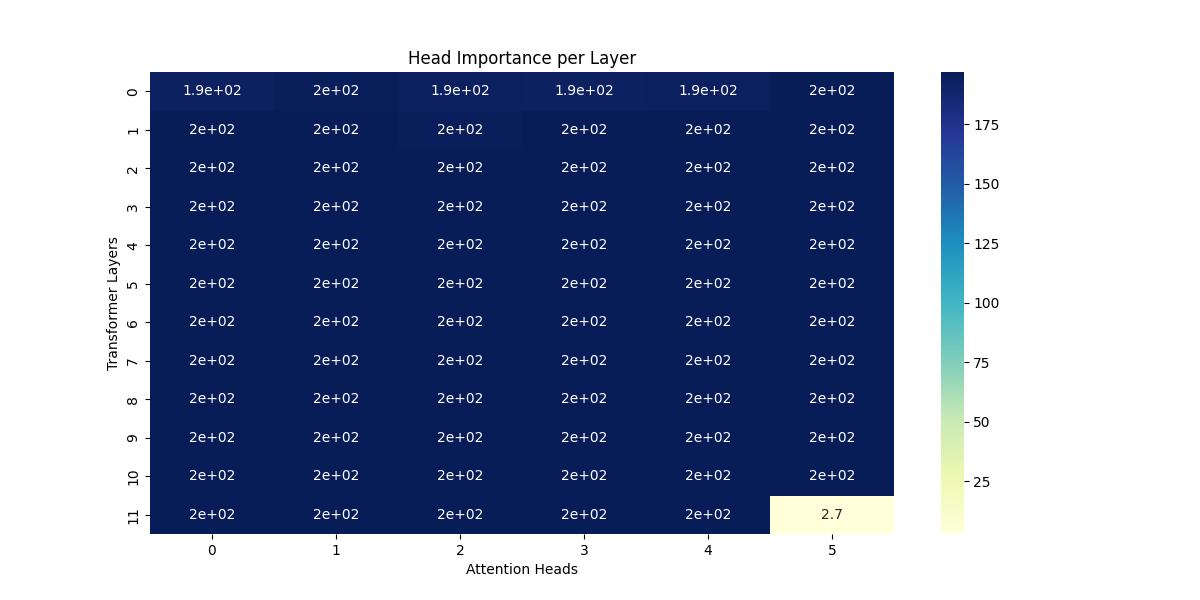 Head Importance per Layer
0 1.9e+02 2e+02 1.9e+02 1.9e+02 1.9e+02 2e+02
1 2e+02 2e+02 2e+02 2e+02 2e+02 2e+02
2 2e+02 2e+02 2e+02 2e+02 2e+02 2e+02
3 2e+02 2e+02 2e+02 2e+02 2e+02 2e+02
4 2e+02 2e+02 2e+02 2e+02 2e+02 2e+02
5 2e+02 2e+02 2e+02 2e+02 2e+02 2e+02
6 2e+02 2e+02 2e+02 2e+02 2e+02 2e+02
7 2e+02 2e+02 2e+02 2e+02 2e+02 2e+02
8 2e+02 2e+02 2e+02 2e+02 2e+02 2e+02
9 2e+02 2e+02 2e+02 2e+02 2e+02 2e+02
10 2e+02 2e+02 2e+02 2e+02 2e+02 2e+02
11 2e+02 2e+02 2e+02 2e+02 2e+02 2.7
0 1 2 3 4 5
Attention Heads
Transformer Layers
175
150
125
100
75
50
25